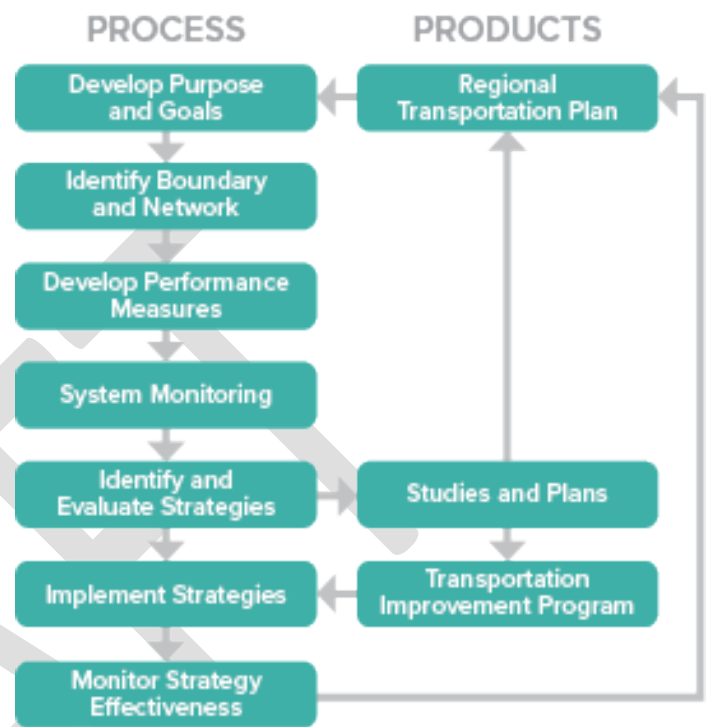 PROCESS
PRODUCTS
Develop Purpose
and Goals
Regional
Transportation Plan
Identify Boundary
and Network
Develop Performance
Measures
System Monitoring
Identify and
Evaluate Strategies
Studies and Plans
Implement Strategies
Transportation
Improvement Program
Monitor Strategy
Effectiveness